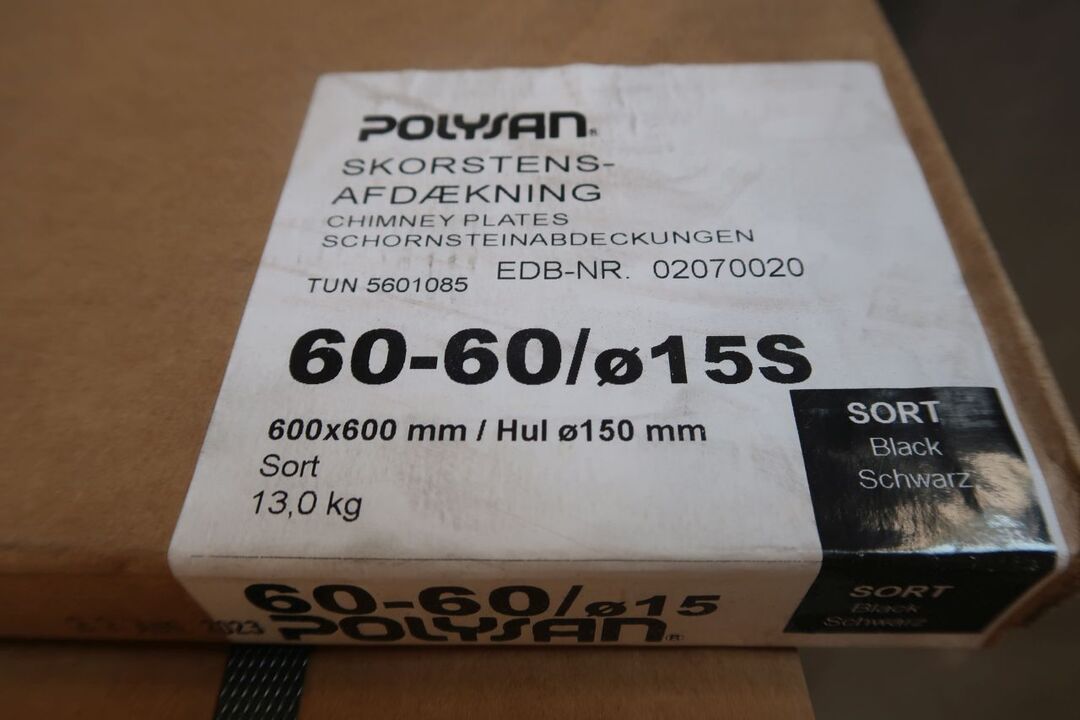 POLYSAN®
SKORSTENS-
AFDÆKNING
CHIMNEY PLATES
SCHORNSTEINABDECKUNGEN
TUN 5601085 EDB-NR. 02070020
60-60/ø15S
600x600 mm / Hul ø150 mm
Sort
13,0 kg
SORT
Black
Schwarz
60-60/ø15
POLYSAN®
SORT
Black
Schwarz
2023